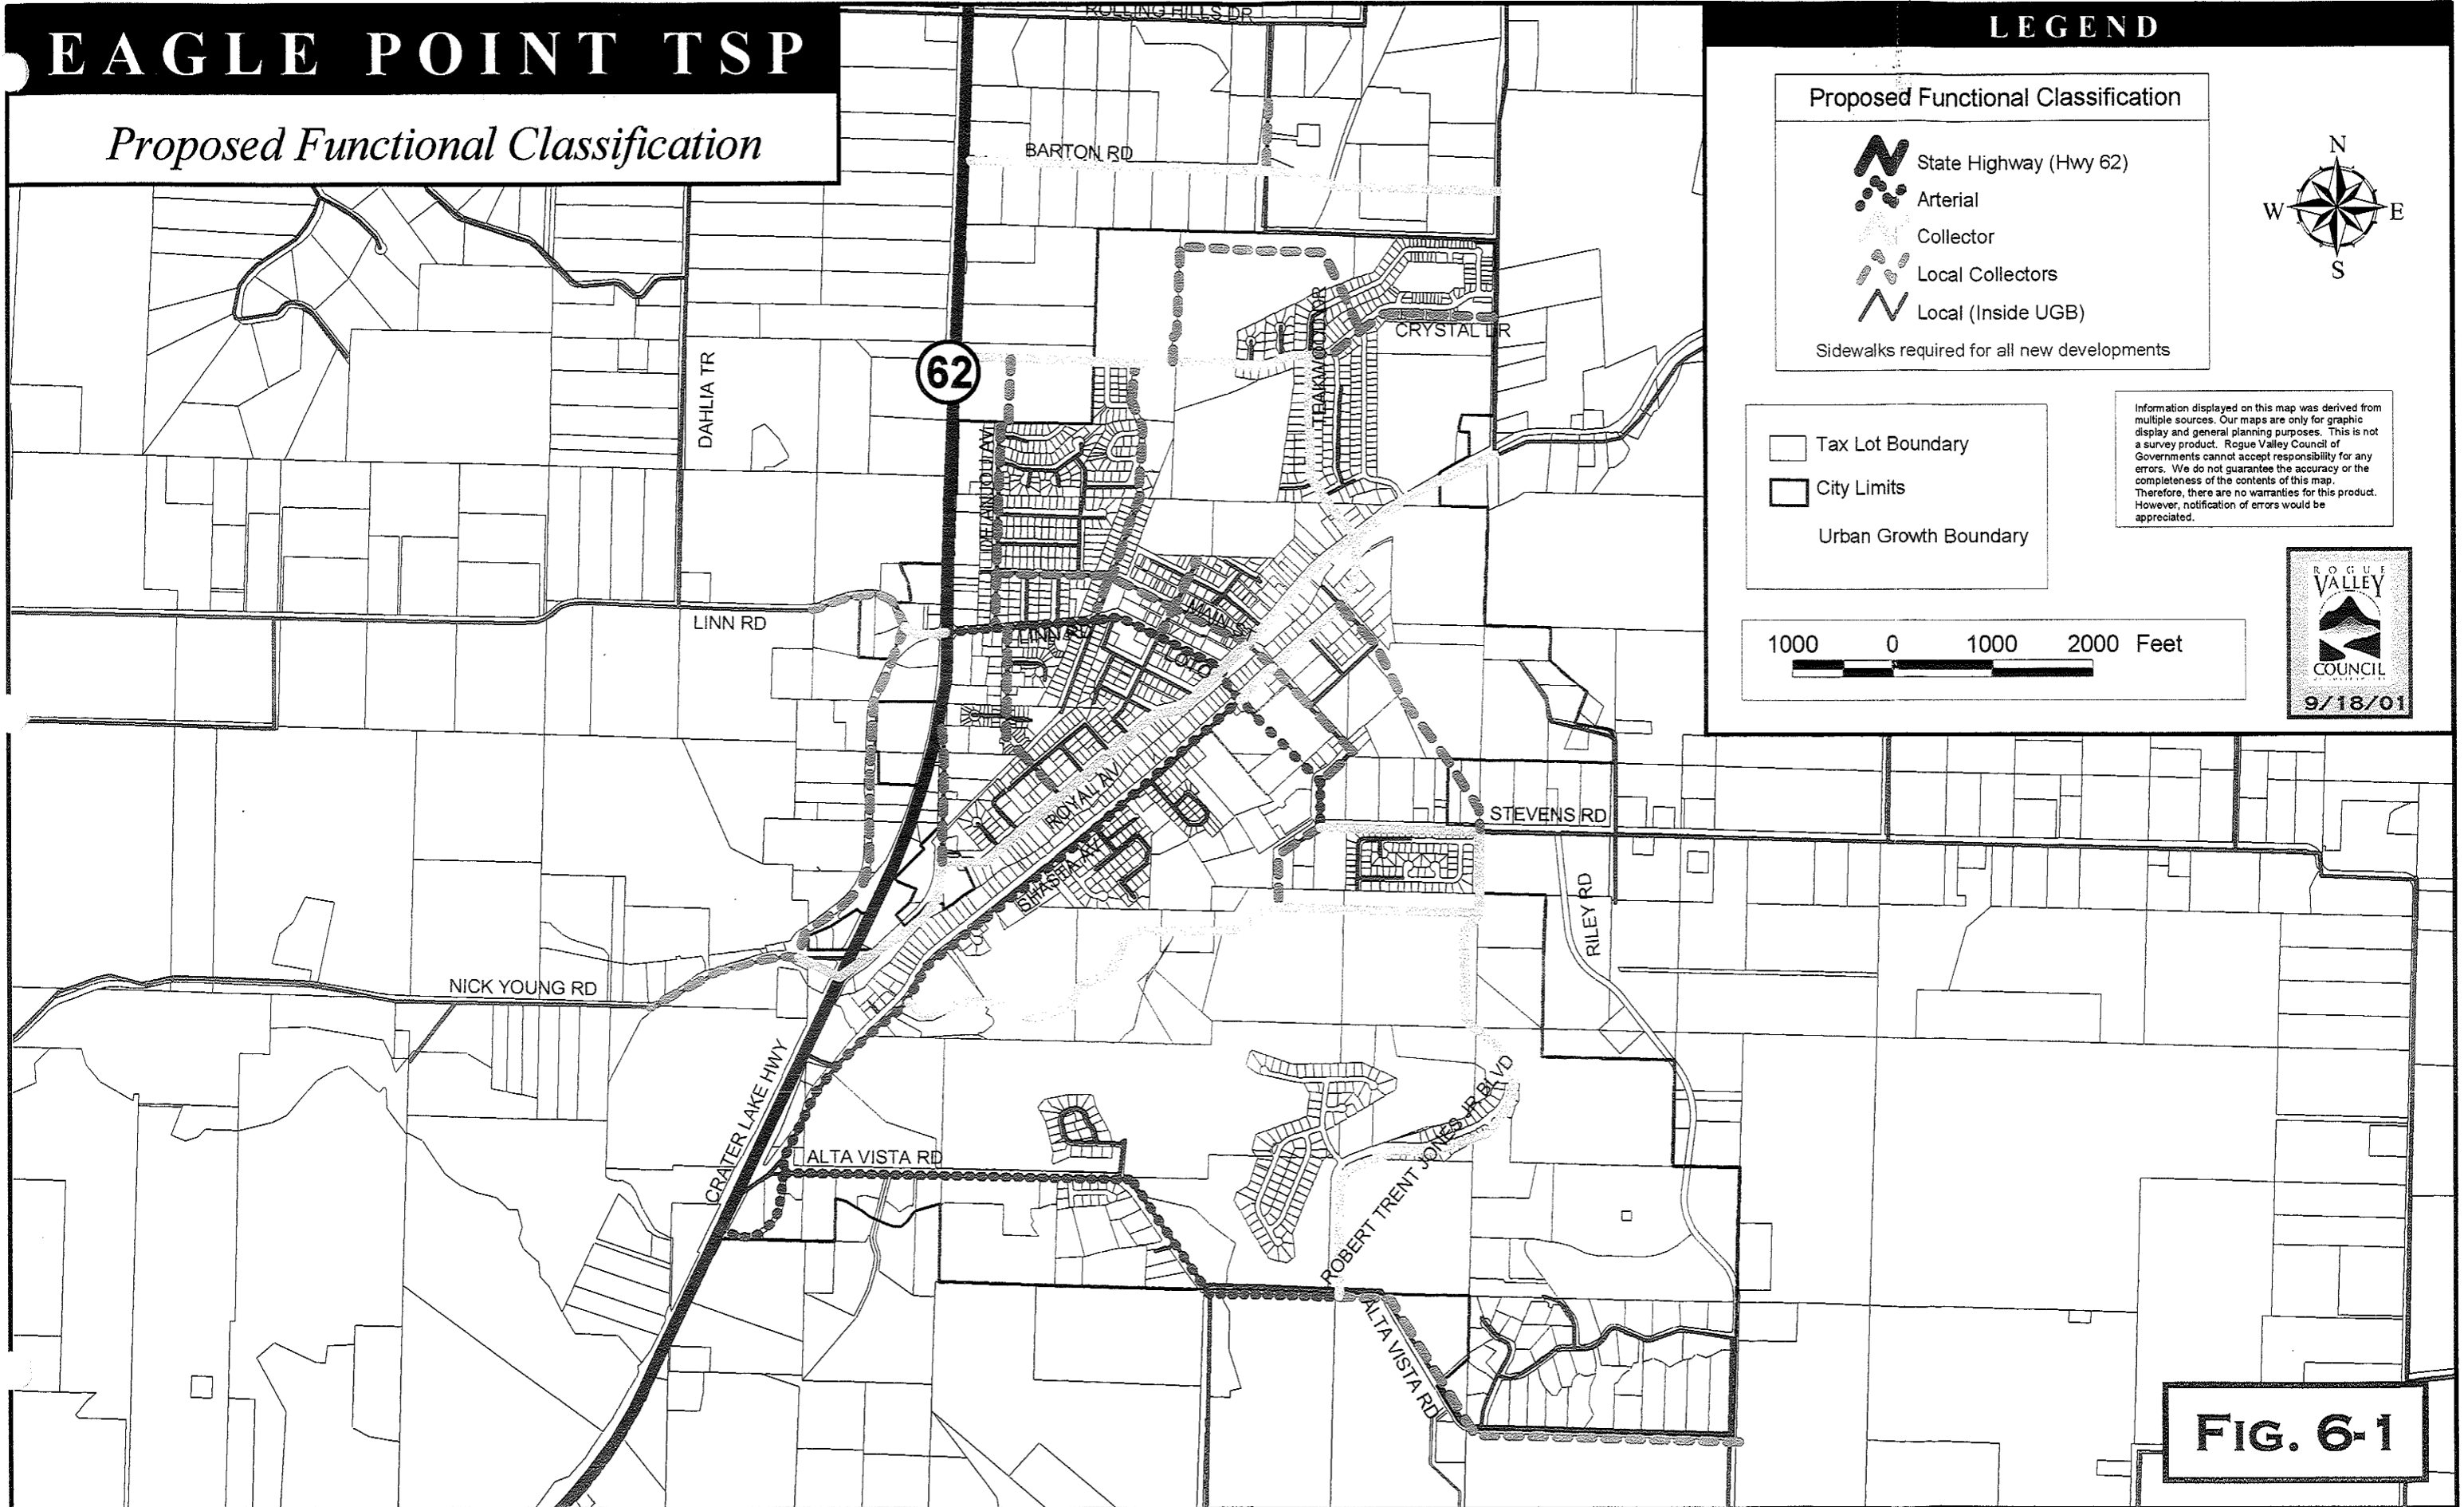 EAGLE POINT TSP
Proposed Functional Classification
ROLLING HILLS DR
BARTON RD
62
DAHLIA TR
CRYSTAL DR
LINN RD
LINN RD
MAIN ST
LOTO
ROYAL AV
SHASTA AV
STEVENS RD
RILEY RD
NICK YOUNG RD
CRATER LAKE HWY
ALTA VISTA RD
ROBERT TRENT JONES JR BLVD
ALTA VISTA RD
LEGEND
Proposed Functional Classification
State Highway (Hwy 62)
Arterial
Collector
Local Collectors
Local (Inside UGB)
Sidewalks required for all new developments
N
W
E
S
Tax Lot Boundary
City Limits
Urban Growth Boundary
Information displayed on this map was derived from
multiple sources. Our maps are only for graphic
display and general planning purposes. This is not
a survey product. Rogue Valley Council of
Governments cannot accept responsibility for any
errors. We do not guarantee the accuracy or the
completeness of the contents of this map.
Therefore, there are no warranties for this product.
However, notification of errors would be
appreciated.
1000 0 1000 2000 Feet
ROGUE
VALLEY
COUNCIL
9/18/01
FIG. 6-1